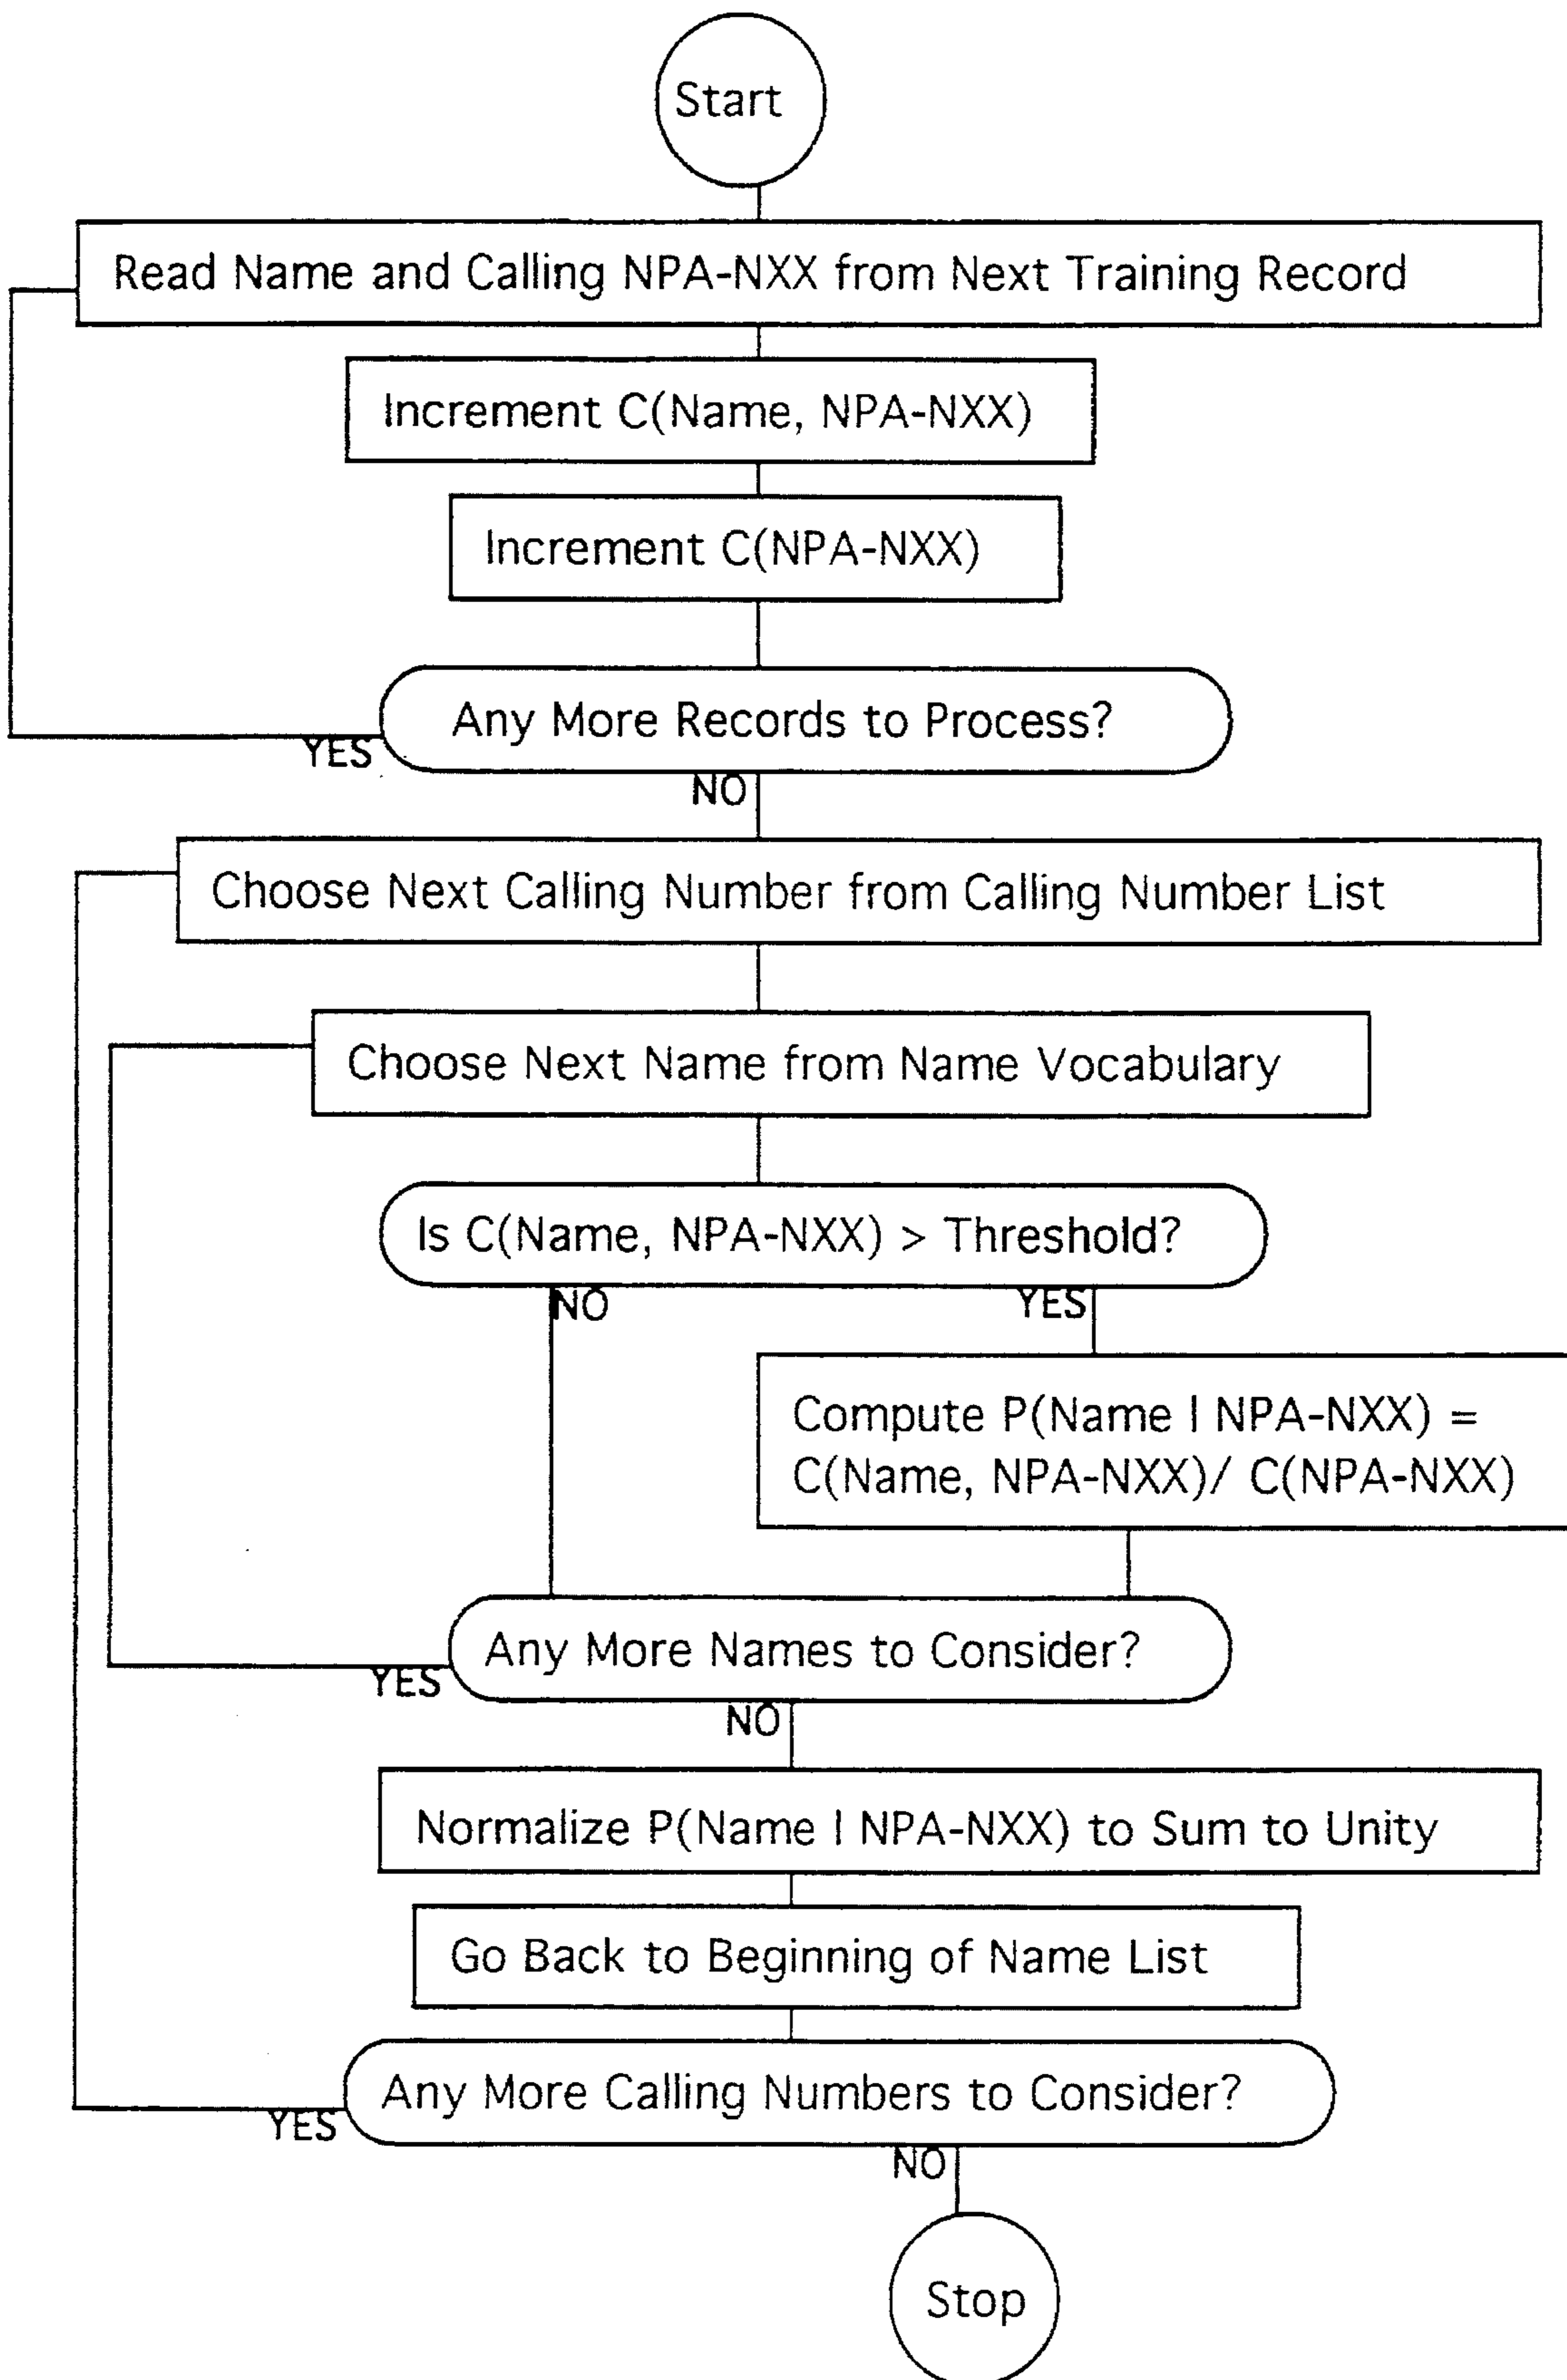 Start
Read Name and Calling NPA-NXX from Next Training Record
Increment C(Name, NPA-NXX)
Increment C(NPA-NXX)
Any More Records to Process?
YES
NO
Choose Next Calling Number from Calling Number List
Choose Next Name from Name Vocabulary
Is C(Name, NPA-NXX) > Threshold?
NO YES
Compute P(Name | NPA-NXX) =
C(Name, NPA-NXX)/ C(NPA-NXX)
Any More Names to Consider?
YES
NO
Normalize P(Name | NPA-NXX) to Sum to Unity
Go Back to Beginning of Name List
Any More Calling Numbers to Consider?
YES
NO
Stop